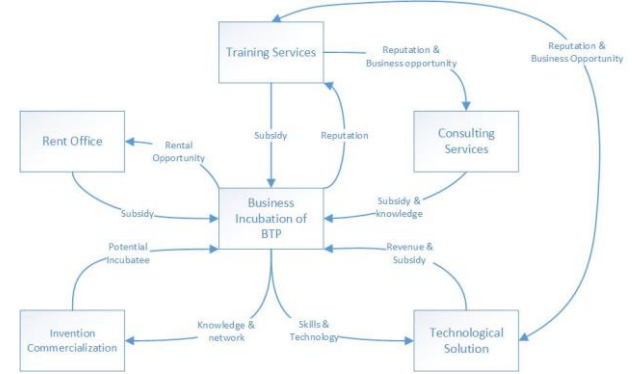 Training Services
Reputation &
Business opportunity
Reputation &
Business Opportunity
Rent Office
Rental
Opportunity
Subsidy
Reputation
Consulting
Services
Subsidy
Business
Incubation of
BTP
Subsidy &
knowledge
Potential
Incubatee
Revenue &
Subsidy
Invention
Commercialization
Knowledge &
network
Skills &
Technology
Technological
Solution